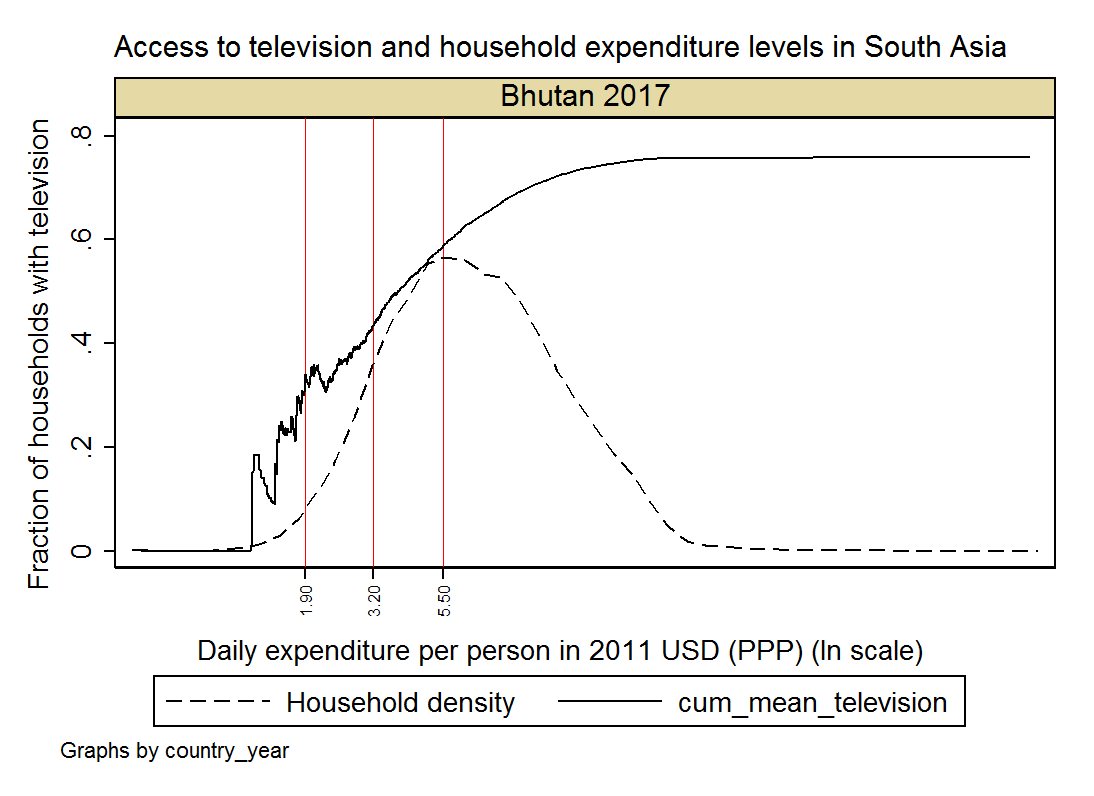 Access to television and household expenditure levels in South Asia
Bhutan 2017
Fraction of households with television
.8
.6
.4
.2
0
1.90
3.20
5.50
Daily expenditure per person in 2011 USD (PPP) (ln scale)
Household density
cum_mean_television
Graphs by country_year